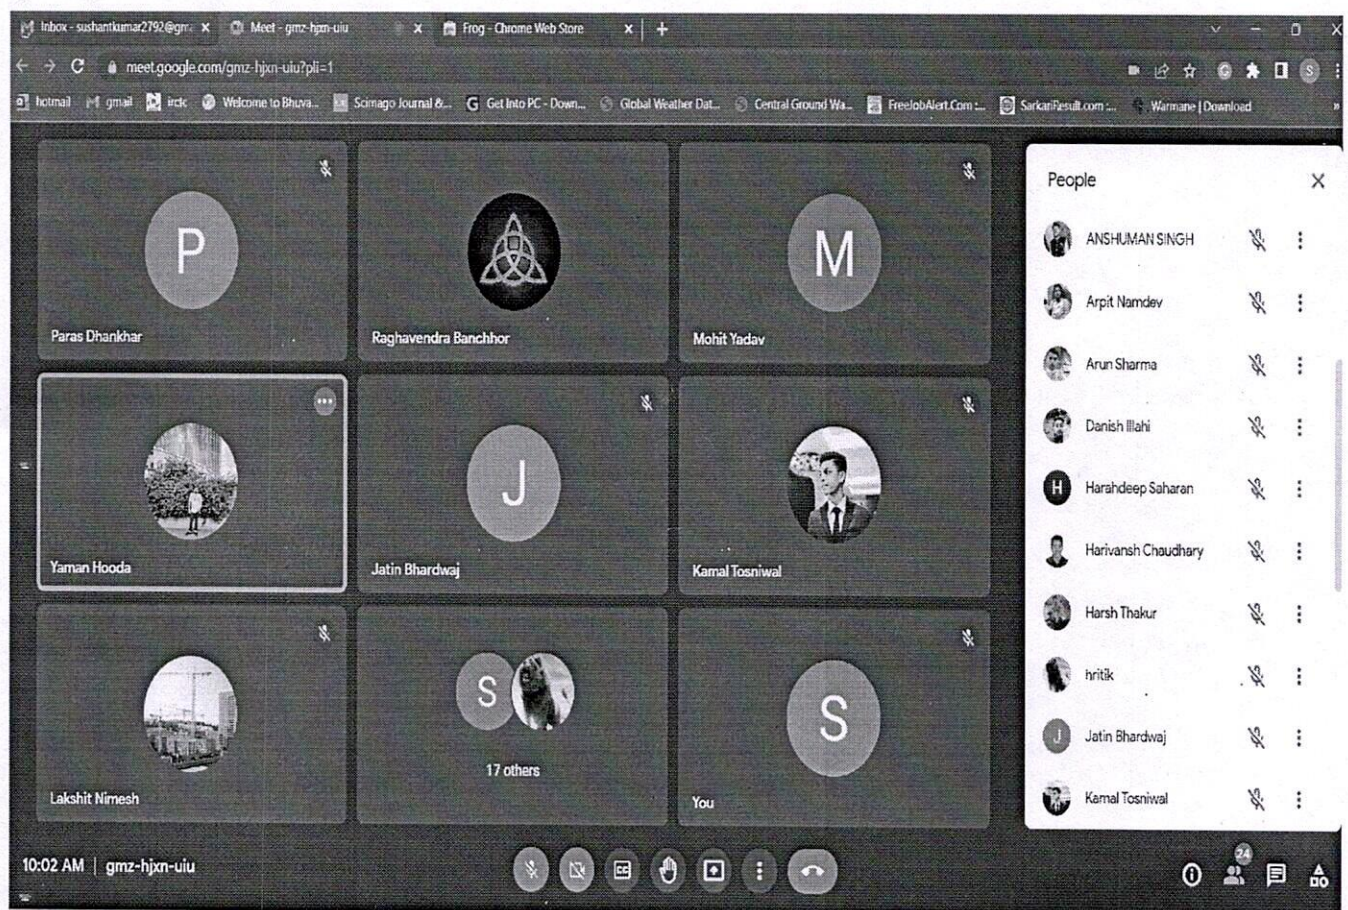 Inbox - sushantkumar2792@gm
Meet - gmz-hjxn-uiu
Frog - Chrome Web Store
meet.google.com/gmz-hjxn-uiu?pli=1
S
hotmail
gmail
irctc
Welcome to Bhuva...
Scimago Journal &...
Get Into PC - Down...
Global Weather Dat...
Central Ground Wa...
FreeJobAlert.Com :...
SarkariResult.com :...
Warmane | Download
P
Paras Dhankhar
Raghavendra Banchhor
M
Mohit Yadav
Yaman Hooda
J
Jatin Bhardwaj
Kamal Tosniwal
Lakshit Nimesh
S
17 others
S
You
People
ANSHUMAN SINGH
Arpit Namdev
Arun Sharma
Danish Illahi
H
Harahdeep Saharan
Harivansh Chaudhary
Harsh Thakur
hritik
J
Jatin Bhardwaj
Kamal Tosniwal
10:02 AM | gmz-hjxn-uiu
CC
24